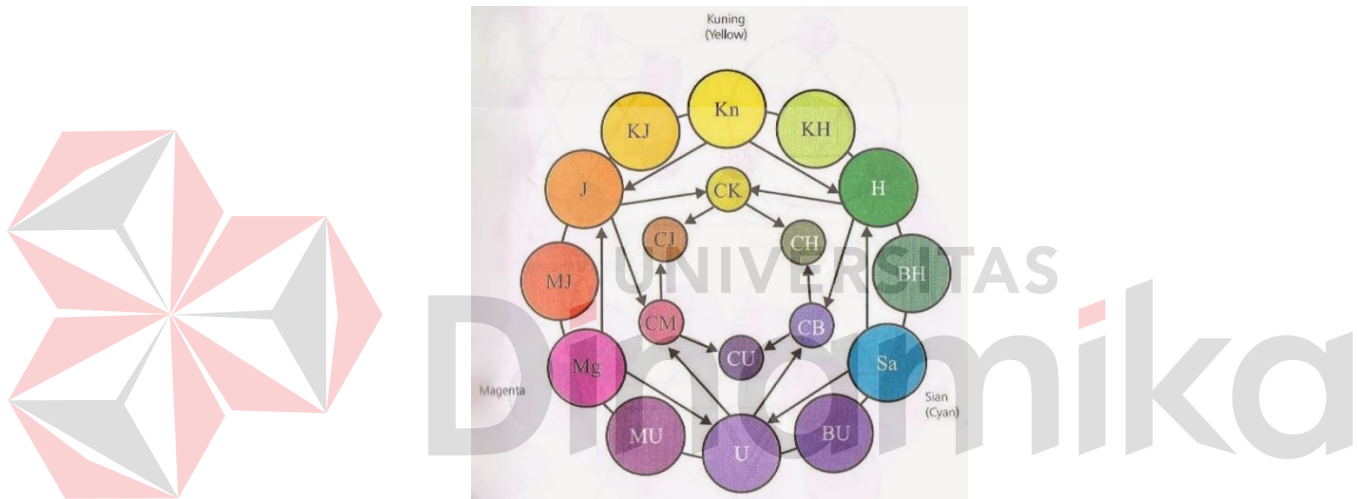 Kuning
(Yellow)
Kn
KJ
KH
J
CK
H
CJ
CH
MJ
BH
CM
CB
CU
Mg
Sa
Magenta
Sian
(Cyan)
MU
BU
U
UNIVERSITAS
Dinamika